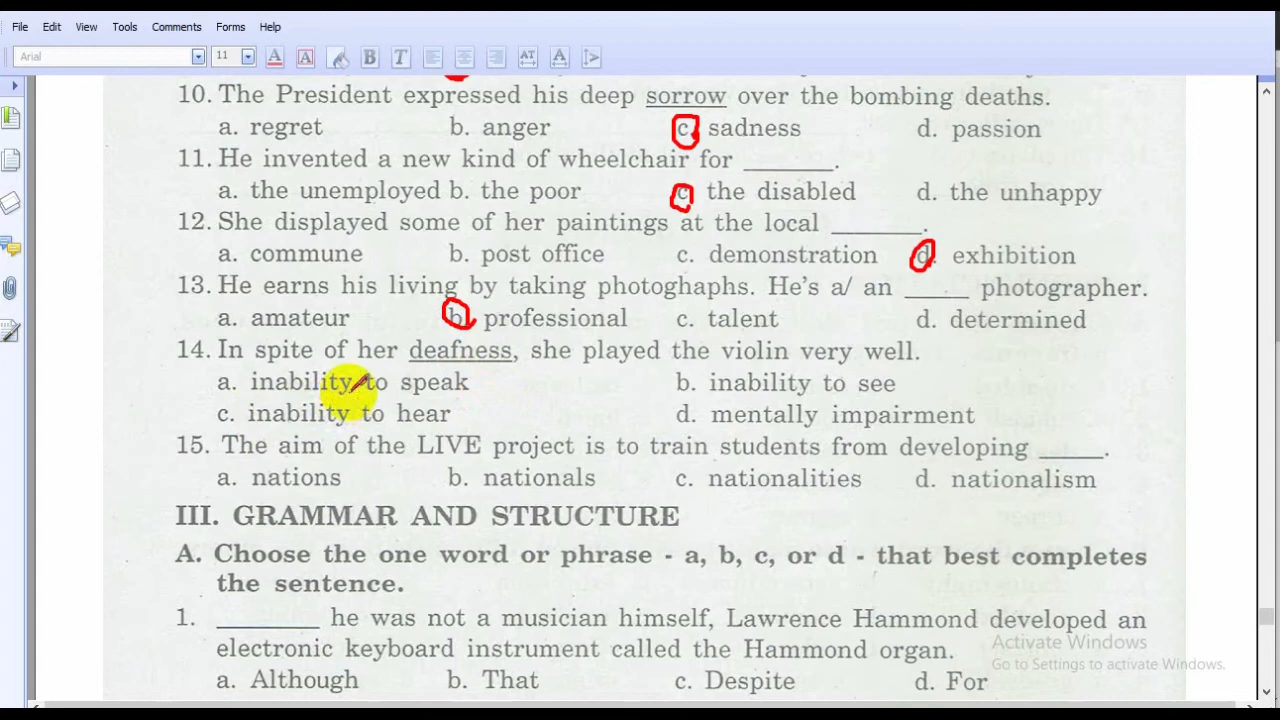 File Edit View Tools Comments Forms Help
Arial 11
10. The President expressed his deep sorrow over the bombing deaths.
a. regret b. anger c. sadness d. passion
11. He invented a new kind of wheelchair for ______.
a. the unemployed b. the poor c the disabled d. the unhappy
12. She displayed some of her paintings at the local ______.
a. commune b. post office c. demonstration d. exhibition
13. He earns his living by taking photoghaphs. He's a/ an _____ photographer.
a. amateur b. professional c. talent d. determined
14. In spite of her deafness, she played the violin very well.
a. inability to speak b. inability to see
c. inability to hear d. mentally impairment
15. The aim of the LIVE project is to train students from developing _____.
a. nations b. nationals c. nationalities d. nationalism
III. GRAMMAR AND STRUCTURE
A. Choose the one word or phrase - a, b, c, or d - that best completes
the sentence.
1. ________ he was not a musician himself, Lawrence Hammond developed an
electronic keyboard instrument called the Hammond organ.
a. Although b. That c. Despite d. For
Activate Windows
Go to Settings to activate Windows.